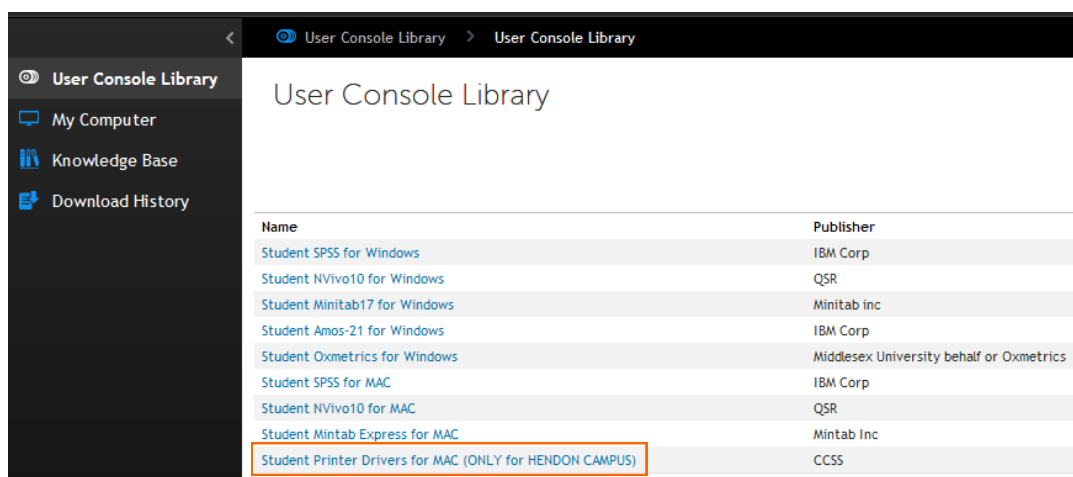 User Console Library > User Console Library
User Console Library
My Computer
Knowledge Base
Download History
User Console Library
Name Publisher
Student SPSS for Windows IBM Corp
Student NVivo10 for Windows QSR
Student Minitab17 for Windows Minitab inc
Student Amos-21 for Windows IBM Corp
Student Oxmetrics for Windows Middlesex University behalf or Oxmetrics
Student SPSS for MAC IBM Corp
Student NVivo10 for MAC QSR
Student Mintab Express for MAC Mintab Inc
Student Printer Drivers for MAC (ONLY for HENDON CAMPUS) CCSS